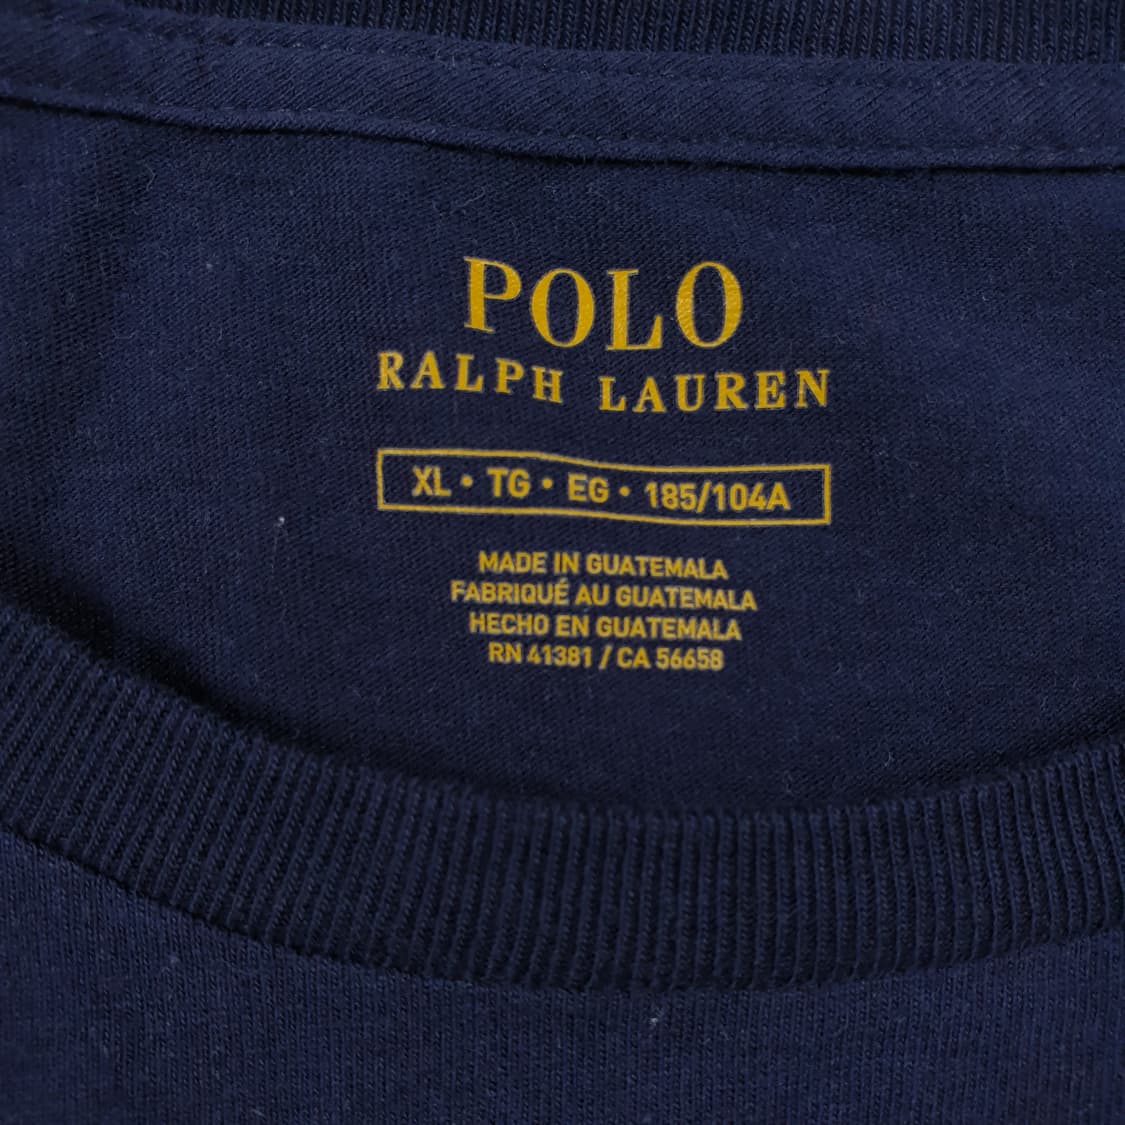 POLO
RALPH LAUREN
XL • TG • EG • 185/104A
MADE IN GUATEMALA
FABRIQUÉ AU GUATEMALA
HECHO EN GUATEMALA
RN 41381 / CA 56658